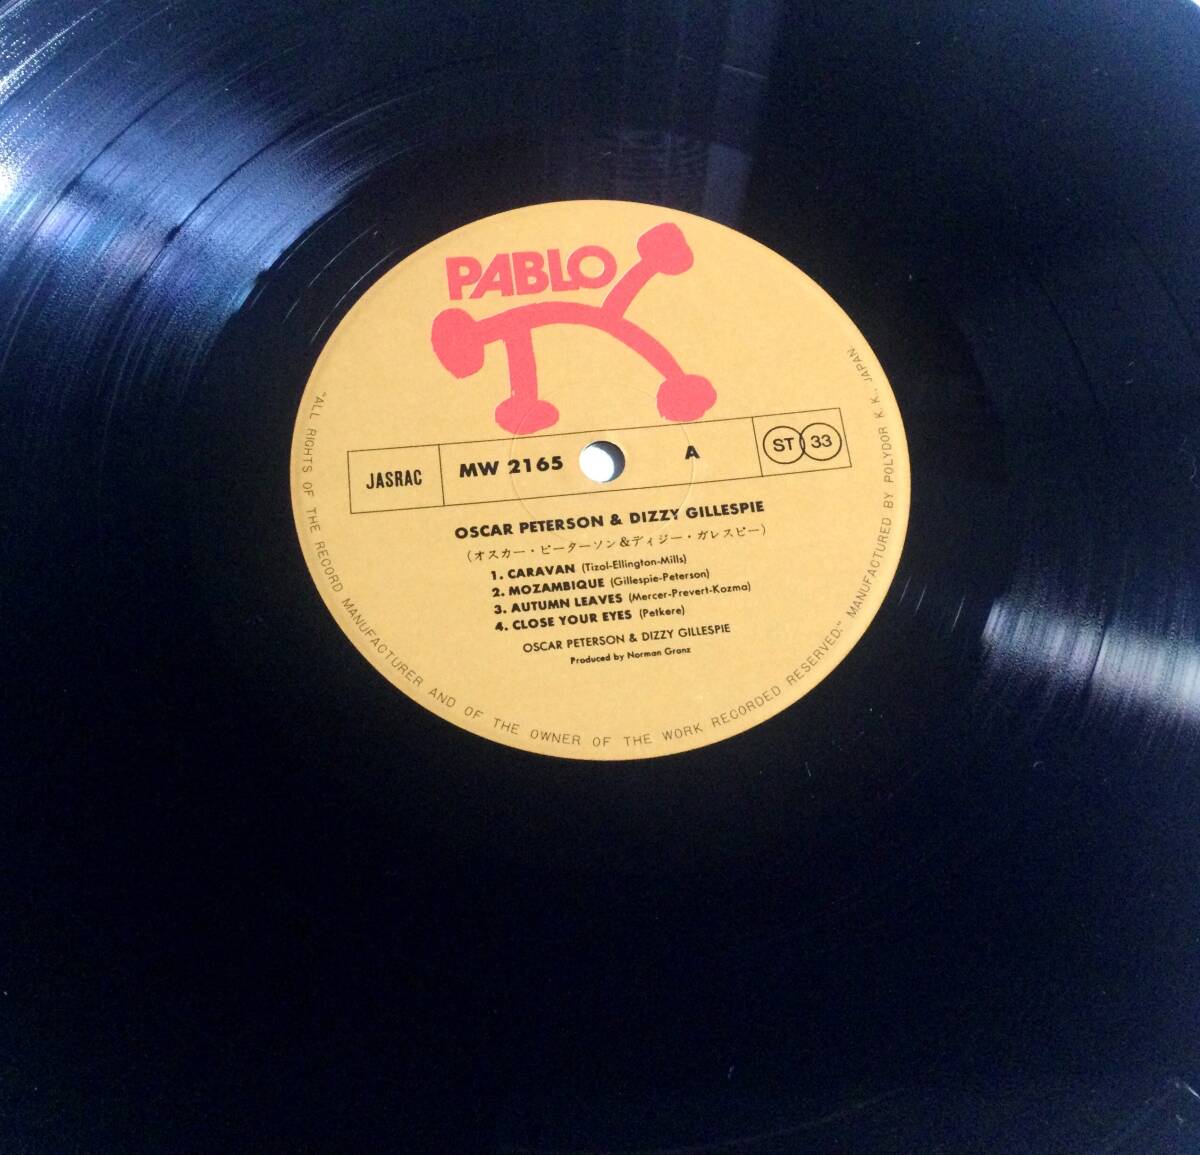 PABLO
JASRAC
MW 2165
A
ST 33
OSCAR PETERSON & DIZZY GILLESPIE
(オスカー・ピーターソン&ディジー・ガレスピー)
1. CARAVAN (Tizol-Ellington-Mills)
2. MOZAMBIQUE (Gillespie-Peterson)
3. AUTUMN LEAVES (Mercer-Prevert-Kozma)
4. CLOSE YOUR EYES (Petkere)
OSCAR PETERSON & DIZZY GILLESPIE
Produced by Norman Granz
"ALL RIGHTS OF THE RECORD MANUFACTURER AND OF THE OWNER OF THE WORK RECORDED RESERVED." MANUFACTURED BY POLYDOR K. K. JAPAN.